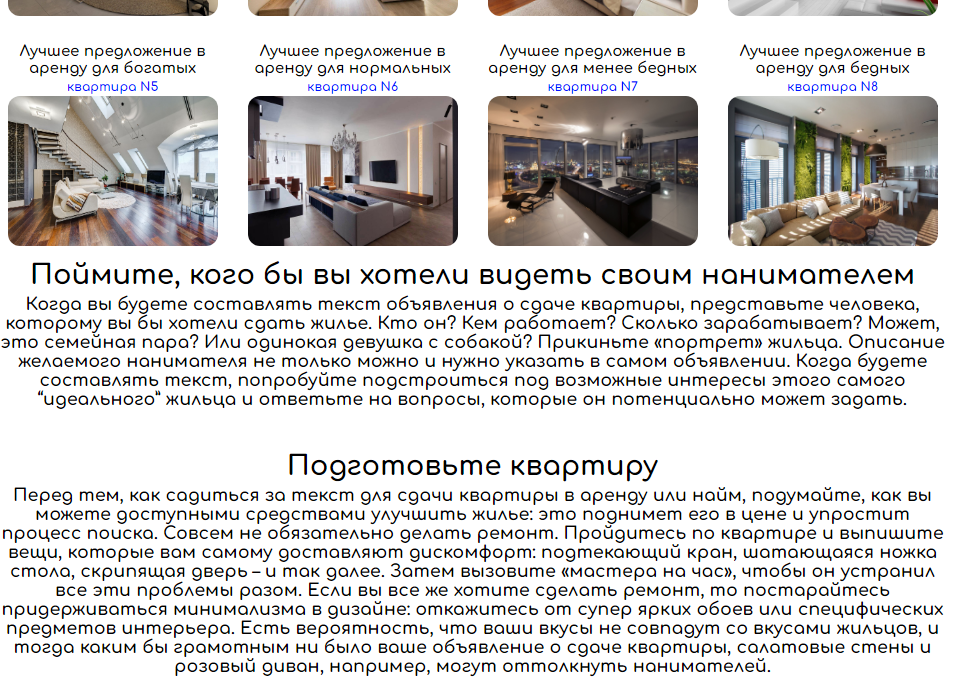 Лучшее предложение в
аренду для богатых
квартира N5
Лучшее предложение в
аренду для нормальных
квартира N6
Лучшее предложение в
аренду для менее бедных
квартира N7
Лучшее предложение в
аренду для бедных
квартира N8
Поймите, кого бы вы хотели видеть своим нанимателем
Когда вы будете составлять текст объявления о сдаче квартиры, представьте человека,
которому вы бы хотели сдать жилье. Кто он? Кем работает? Сколько зарабатывает? Может,
это семейная пара? Или одинокая девушка с собакой? Прикиньте «портрет» жильца. Описание
желаемого нанимателя не только можно и нужно указать в самом объявлении. Когда будете
составлять текст, попробуйте подстроиться под возможные интересы этого самого
“идеального” жильца и ответьте на вопросы, которые он потенциально может задать.
Подготовьте квартиру
Перед тем, как садиться за текст для сдачи квартиры в аренду или найм, подумайте, как вы
можете доступными средствами улучшить жилье: это поднимет его в цене и упростит
процесс поиска. Совсем не обязательно делать ремонт. Пройдитесь по квартире и выпишите
вещи, которые вам самому доставляют дискомфорт: подтекающий кран, шатающаяся ножка
стола, скрипящая дверь – и так далее. Затем вызовите «мастера на час», чтобы он устранил
все эти проблемы разом. Если вы все же хотите сделать ремонт, то постарайтесь
придерживаться минимализма в дизайне: откажитесь от супер ярких обоев или специфических
предметов интерьера. Есть вероятность, что ваши вкусы не совпадут со вкусами жильцов, и
тогда каким бы грамотным ни было ваше объявление о сдаче квартиры, салатовые стены и
розовый диван, например, могут оттолкнуть нанимателей.